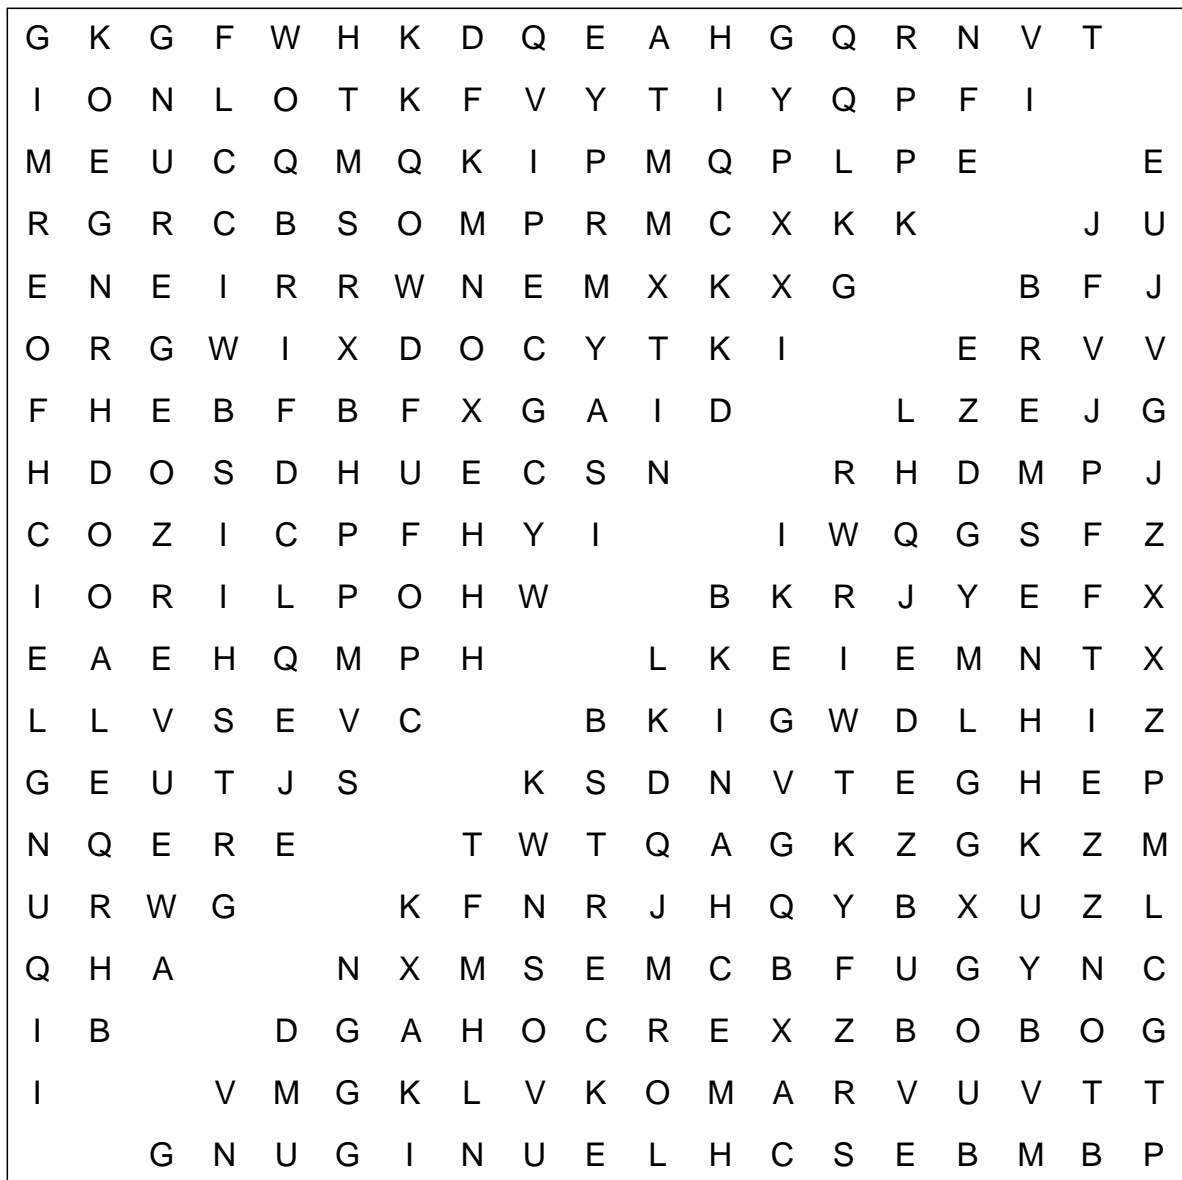 G K G F W H K D Q E A H G Q R N V T
I O N L O T K F V Y T I Y Q P F I
M E U C Q M Q K I P M Q P L P E E
R G R C B S O M P R M C X K K J U
E N E I R R W N E M X K X G B F J
O R G W I X D O C Y T K I E R V V
F H E B F B F X G A I D L Z E J G
H D O S D H U E C S N R H D M P J
C O Z I C P F H Y I I W Q G S F Z
I O R I L P O H W B K R J Y E F X
E A E H Q M P H L K E I E M N T X
L L V S E V C B K I G W D L H I Z
G E U T J S K S D N V T E G H E P
N Q E R E T W T Q A G K Z G K Z M
U R W G K F N R J H Q Y B X U Z L
Q H A N X M S E M C B F U G Y N C
I B D G A H O C R E X Z B O B O G
I V M G K L V K O M A R V U V T T
G N U G I N U E L H C S E B M B P